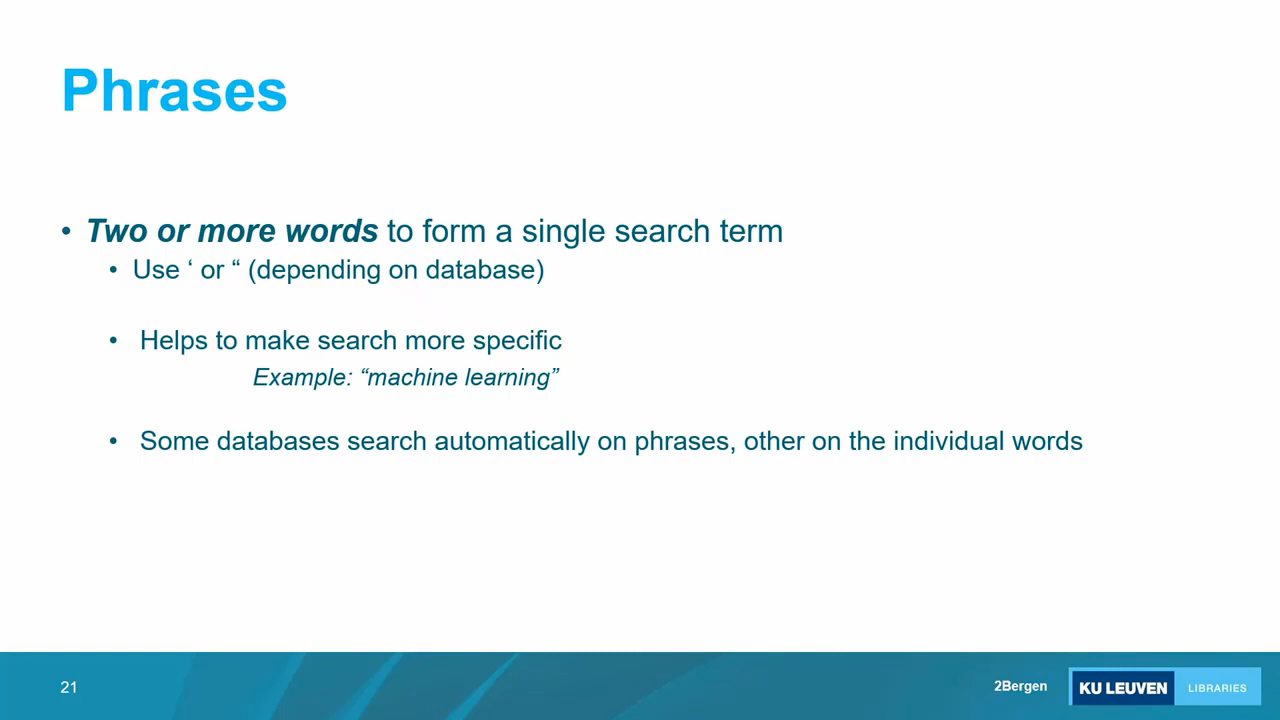 Phrases
• Two or more words to form a single search term
• Use ‘ or “ (depending on database)
• Helps to make search more specific
Example: “machine learning”
• Some databases search automatically on phrases, other on the individual words
21
2Bergen
KU LEUVEN LIBRARIES